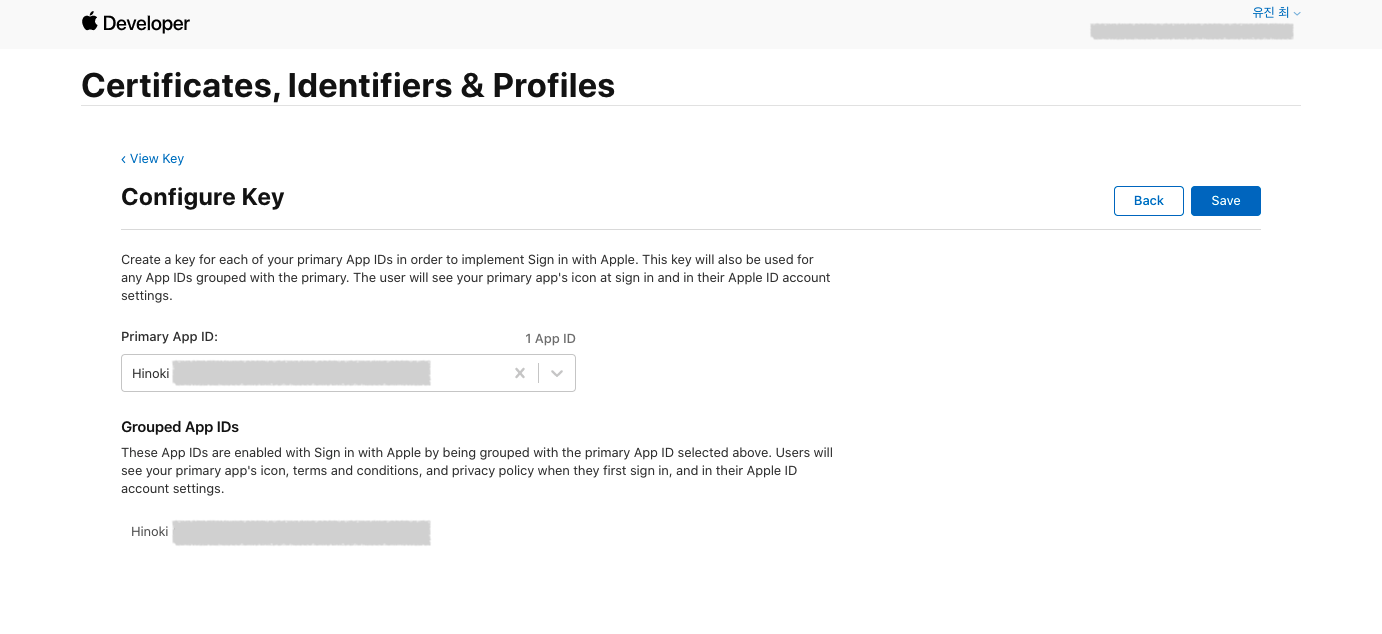 Developer
유진 최
Certificates, Identifiers & Profiles
‹ View Key
Configure Key
Back
Save
Create a key for each of your primary App IDs in order to implement Sign in with Apple. This key will also be used for
any App IDs grouped with the primary. The user will see your primary app's icon at sign in and in their Apple ID account
settings.
Primary App ID:
1 App ID
Hinoki
Grouped App IDs
These App IDs are enabled with Sign in with Apple by being grouped with the primary App ID selected above. Users will
see your primary app's icon, terms and conditions, and privacy policy when they first sign in, and in their Apple ID
account settings.
Hinoki